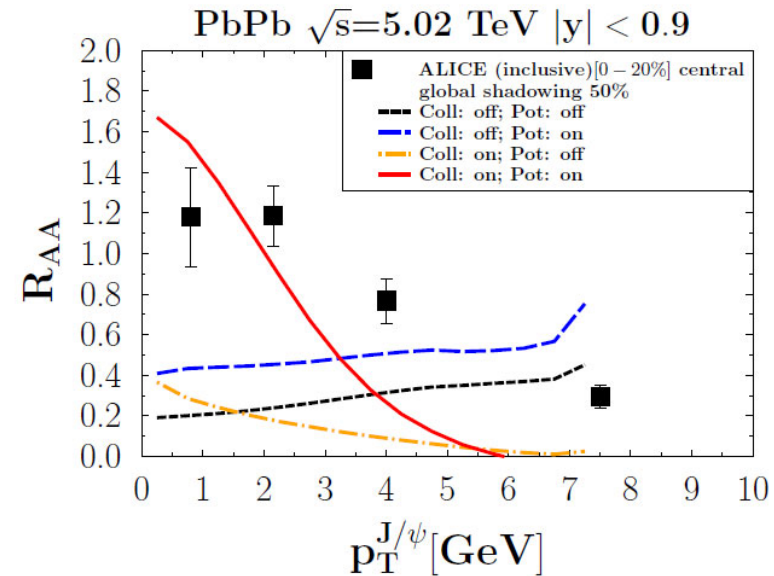 PbPb √s=5.02 TeV |y| < 0.9
ALICE (inclusive)[0 − 20%] central
global shadowing 50%
Coll: off; Pot: off
Coll: off; Pot: on
Coll: on; Pot: off
Coll: on; Pot: on
R_AA
2.0
1.8
1.6
1.4
1.2
1.0
0.8
0.6
0.4
0.2
0.0
0 1 2 3 4 5 6 7 8 9 10
p_T^J/ψ[GeV]